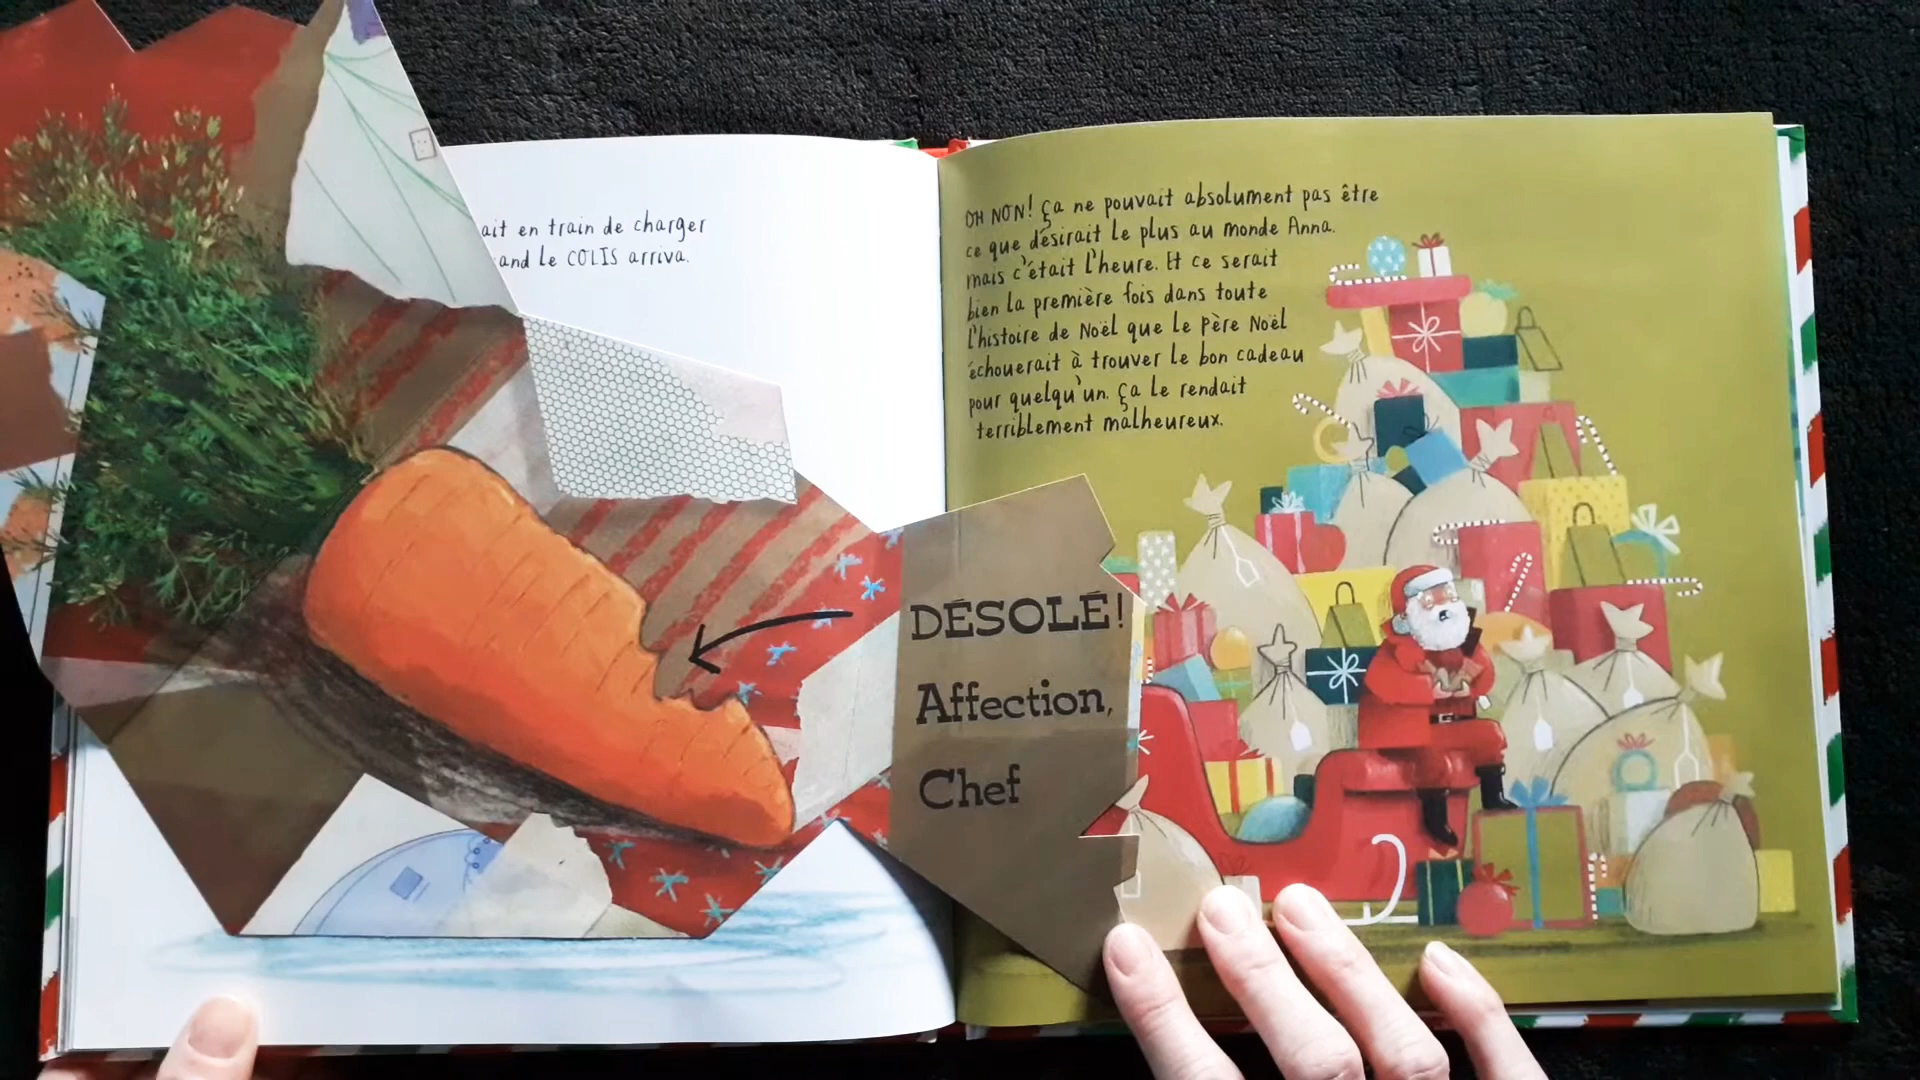 ait en train de charger
and le COLIS arriva.
OH NON! Ça ne pouvait absolument pas être
ce que désirait le plus au monde Anna.
mais c'était l'heure. Et ce serait
bien la première fois dans toute
l'histoire de Noël que le père Noël
échouerait à trouver le bon cadeau
pour quelqu'un. Ça le rendait
terriblement malheureux.
DÉSOLÉ!
Affection,
Chef